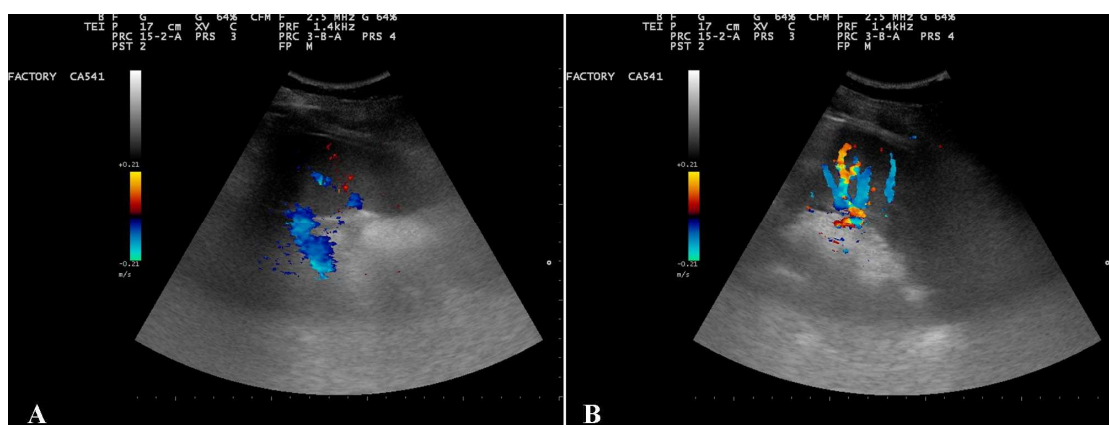 B F G G 64% CFM F 2.5 MHz G 64%
TEI P 17 cm XV C PRF 1.4kHz
PRC 15-2-A PRS 3 PRC 3-B-A PRS 4
PST 2 FP M
FACTORY CA541
+0.21
-0.21
m/s
A
B F G G 64% CFM F 2.5 MHz G 64%
TEI P 17 cm XV C PRF 1.4kHz
PRC 15-2-A PRS 3 PRC 3-B-A PRS 4
PST 2 FP M
FACTORY CA541
+0.21
-0.21
m/s
B